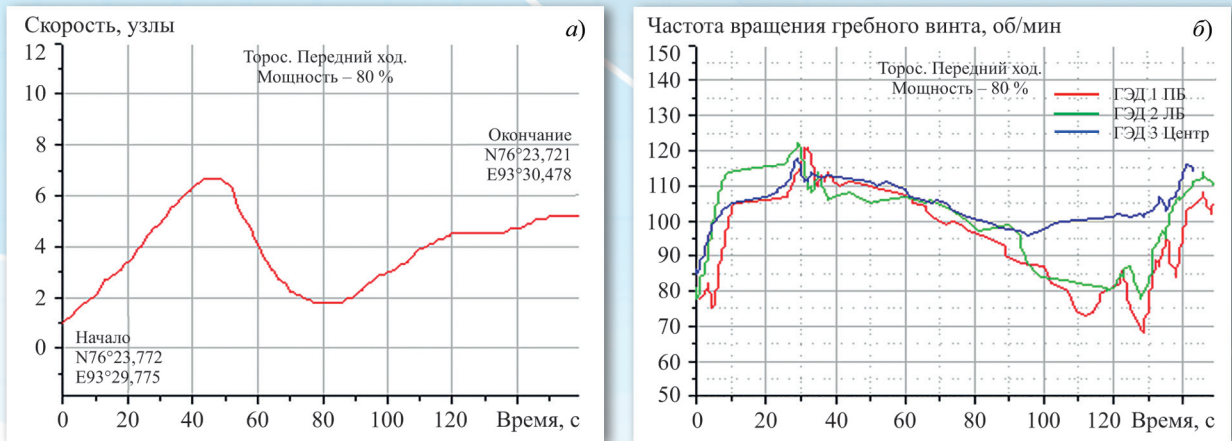 Скорость, узлы
а)
12
10
8
6
4
2
0
Торос. Передний ход.
Мощность – 80 %
Окончание
N76°23,721
E93°30,478
Начало
N76°23,772
E93°29,775
0 20 40 60 80 100 120 Время, с
Частота вращения гребного винта, об/мин
б)
150
140
130
120
110
100
90
80
70
60
50
Торос. Передний ход.
Мощность – 80 %
ГЭД 1 ПБ
ГЭД 2 ЛБ
ГЭД 3 Центр
0 20 40 60 80 100 120 Время, с